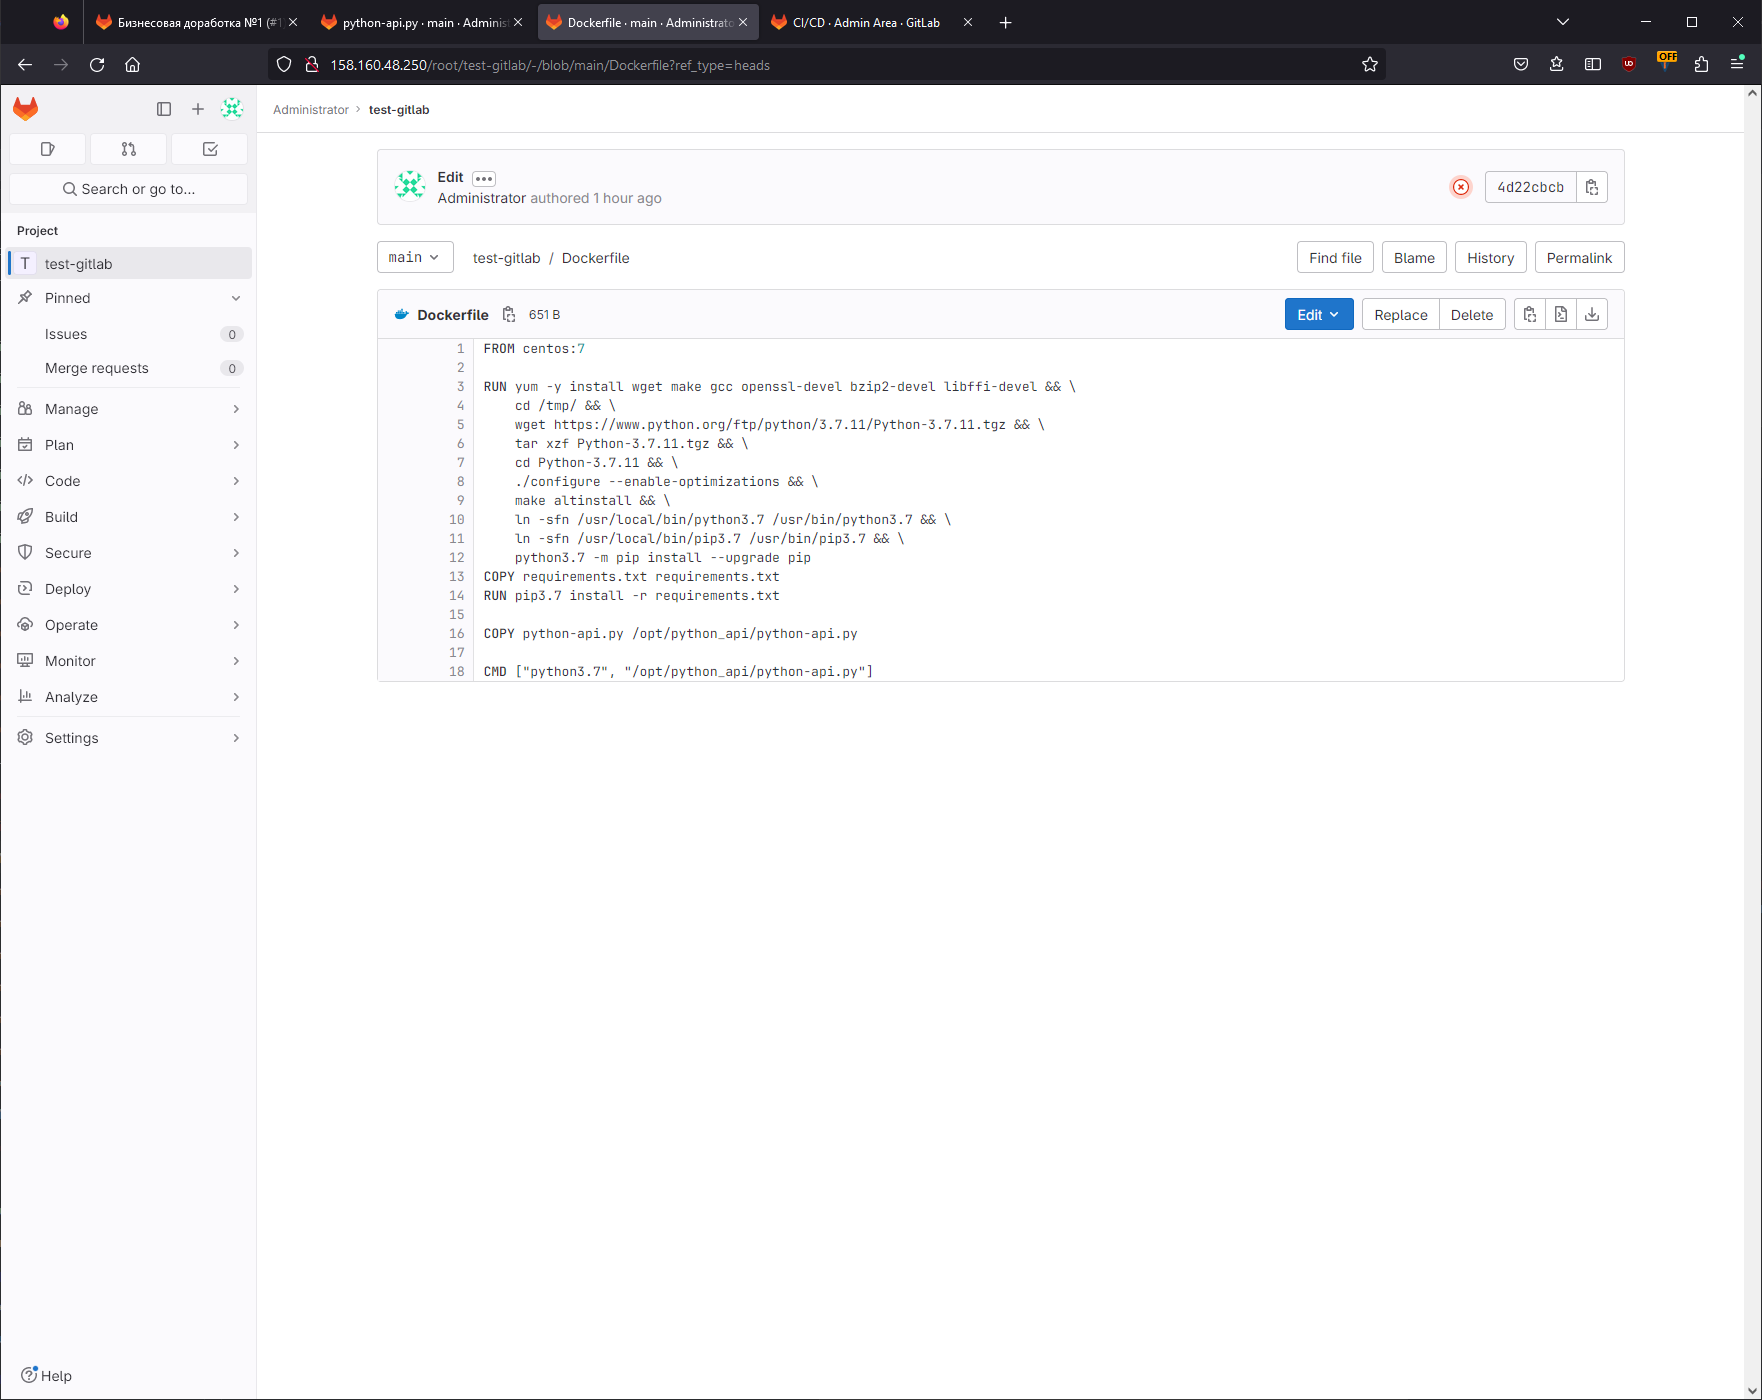 Бизнесовая доработка №1 (#1
python-api.py · main · Adminis
Dockerfile · main · Administrato
CI/CD · Admin Area · GitLab
158.160.48.250/root/test-gitlab/-/blob/main/Dockerfile?ref_type=heads
OFF
Administrator › test-gitlab
Search or go to...
Project
T test-gitlab
Pinned
Issues 0
Merge requests 0
Manage
Plan
Code
Build
Secure
Deploy
Operate
Monitor
Analyze
Settings
Help
Edit
Administrator authored 1 hour ago
4d22cbcb
main
test-gitlab / Dockerfile
Find file
Blame
History
Permalink
Dockerfile 651 B
Edit
Replace
Delete
1 FROM centos:7
2
3 RUN yum -y install wget make gcc openssl-devel bzip2-devel libffi-devel && \
4 cd /tmp/ && \
5 wget https://www.python.org/ftp/python/3.7.11/Python-3.7.11.tgz && \
6 tar xzf Python-3.7.11.tgz && \
7 cd Python-3.7.11 && \
8 ./configure --enable-optimizations && \
9 make altinstall && \
10 ln -sfn /usr/local/bin/python3.7 /usr/bin/python3.7 && \
11 ln -sfn /usr/local/bin/pip3.7 /usr/bin/pip3.7 && \
12 python3.7 -m pip install --upgrade pip
13 COPY requirements.txt requirements.txt
14 RUN pip3.7 install -r requirements.txt
15
16 COPY python-api.py /opt/python_api/python-api.py
17
18 CMD ["python3.7", "/opt/python_api/python-api.py"]